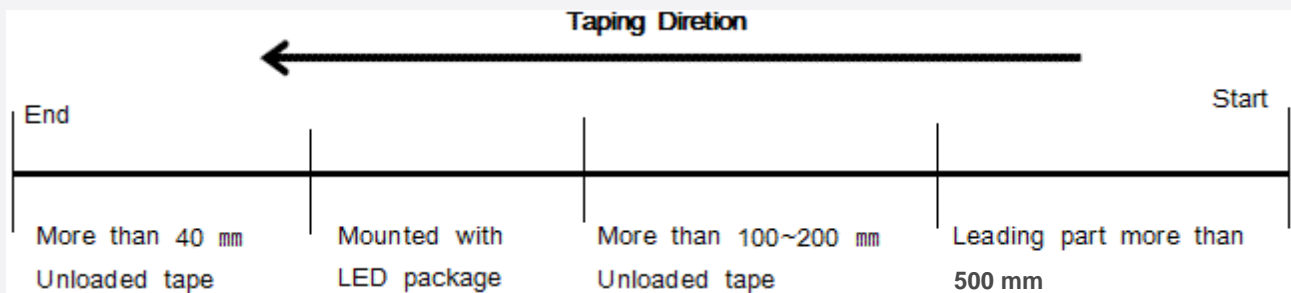 Taping Diretion
End
Start
More than 40 ㎜
Unloaded tape
Mounted with
LED package
More than 100~200 ㎜
Unloaded tape
Leading part more than
500 mm